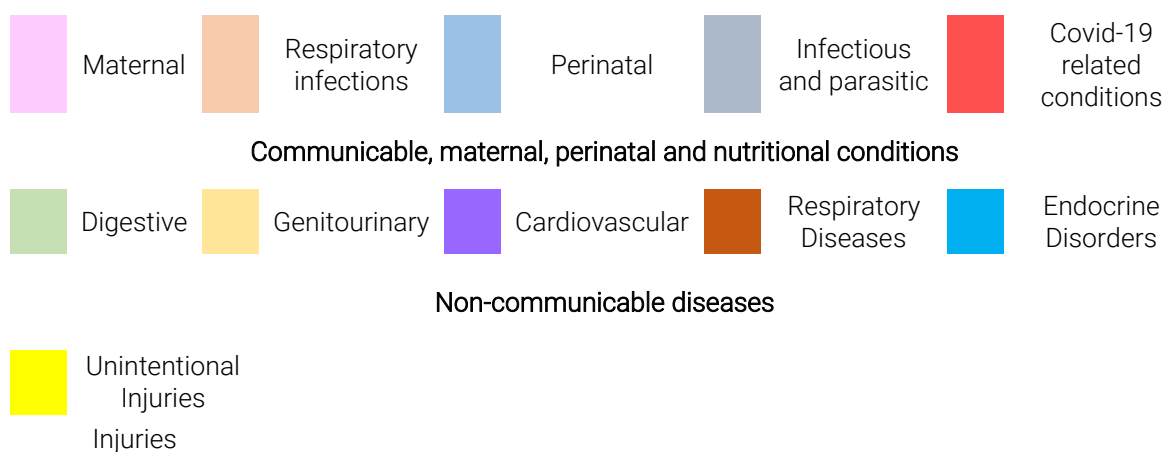 Maternal
Respiratory
infections
Perinatal
Infectious
and parasitic
Covid-19
related
conditions
Communicable, maternal, perinatal and nutritional conditions
Digestive
Genitourinary
Cardiovascular
Respiratory
Diseases
Endocrine
Disorders
Non-communicable diseases
Unintentional
Injuries
Injuries